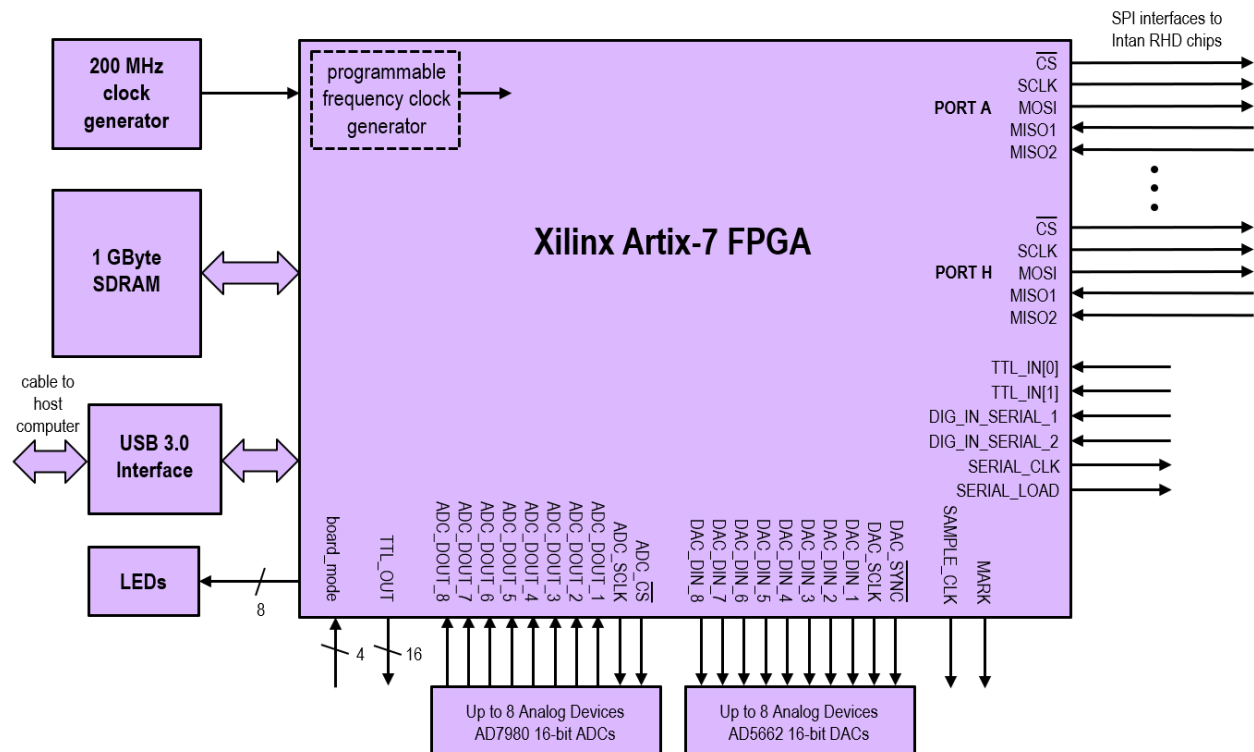 SPI interfaces to
Intan RHD chips
200 MHz
clock
generator
programmable
frequency clock
generator
C̅S̅
SCLK
PORT A
MOSI
MISO1
MISO2
1 GByte
SDRAM
Xilinx Artix-7 FPGA
C̅S̅
SCLK
PORT H
MOSI
MISO1
MISO2
cable to
host
computer
USB 3.0
Interface
TTL_IN[0]
TTL_IN[1]
DIG_IN_SERIAL_1
DIG_IN_SERIAL_2
SERIAL_CLK
SERIAL_LOAD
LEDs
8
board_mode
4
TTL_OUT
16
ADC_DOUT_8
ADC_DOUT_7
ADC_DOUT_6
ADC_DOUT_5
ADC_DOUT_4
ADC_DOUT_3
ADC_DOUT_2
ADC_DOUT_1
ADC_SCLK
ADC_C̅S̅
DAC_DIN_8
DAC_DIN_7
DAC_DIN_6
DAC_DIN_5
DAC_DIN_4
DAC_DIN_3
DAC_DIN_2
DAC_DIN_1
DAC_SCLK
DAC_S̅Y̅N̅C̅
SAMPLE_CLK
MARK
Up to 8 Analog Devices
AD7980 16-bit ADCs
Up to 8 Analog Devices
AD5662 16-bit DACs